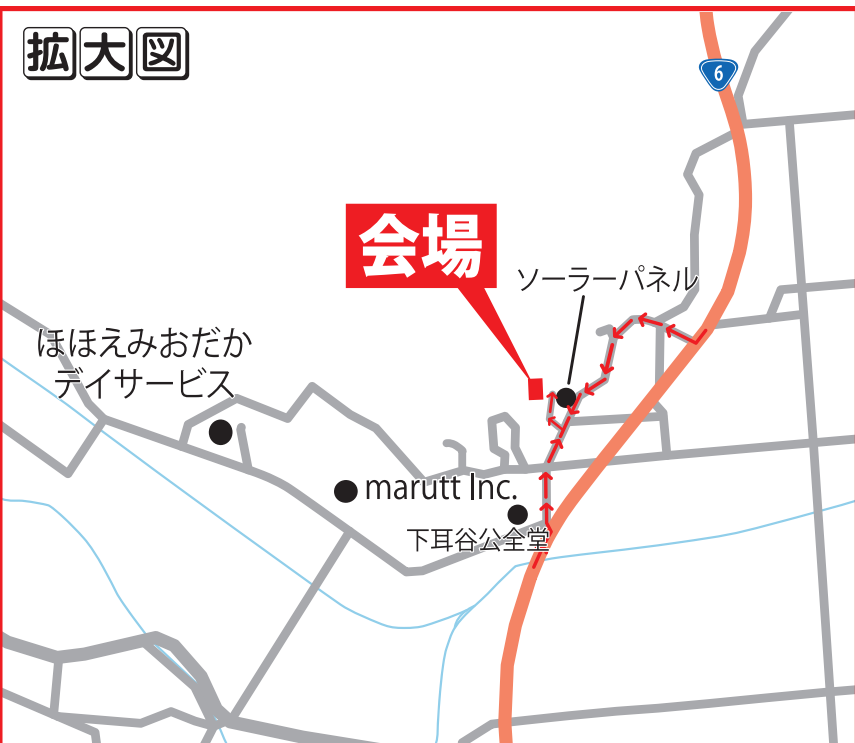 拡大図
6
会場
ソーラーパネル
ほほえみおだか
デイサービス
marutt Inc.
下耳谷公全堂